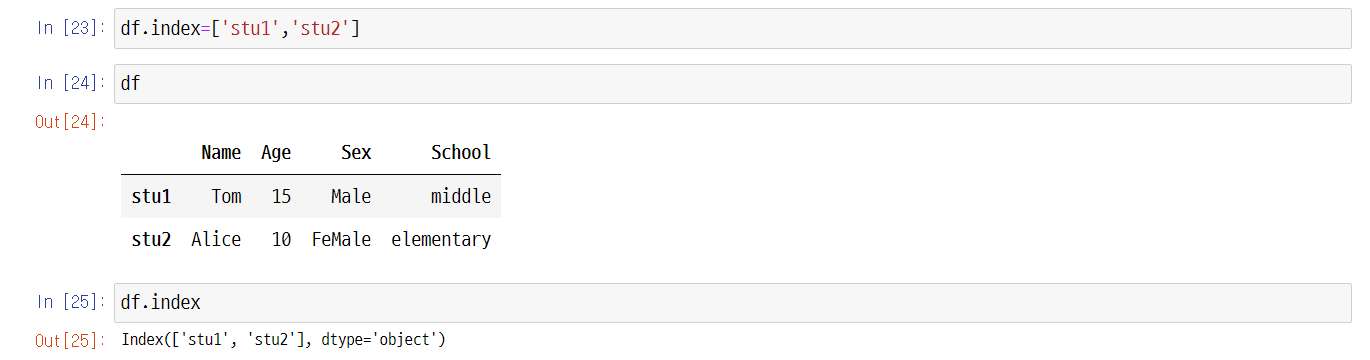 In [23]: df.index=['stu1','stu2']
In [24]: df
Out[24]:
Name Age Sex School
stu1 Tom 15 Male middle
stu2 Alice 10 FeMale elementary
In [25]: df.index
Out[25]: Index(['stu1', 'stu2'], dtype='object')